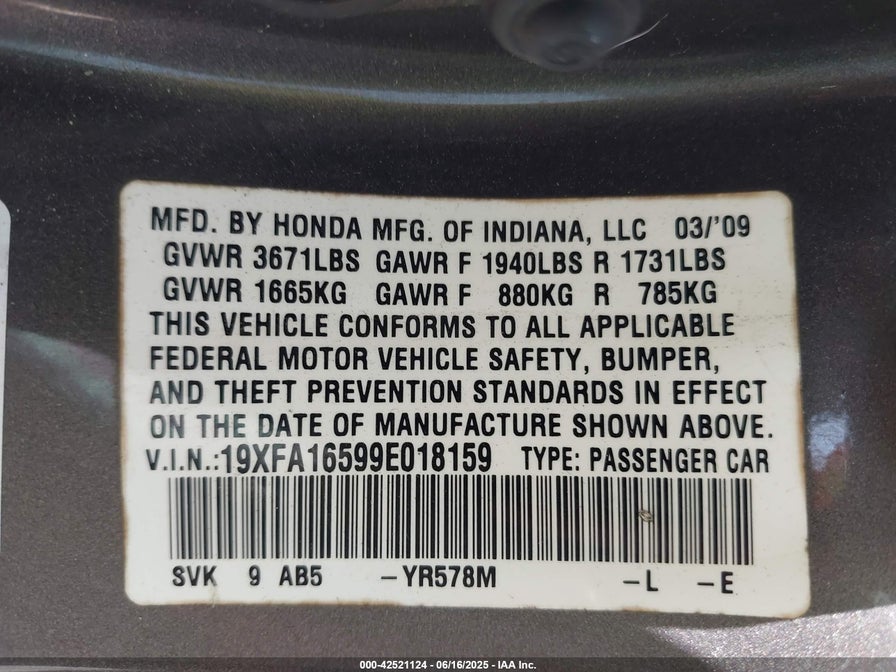 MFD. BY HONDA MFG. OF INDIANA, LLC 03/'09
GVWR 3671LBS GAWR F 1940LBS R 1731LBS
GVWR 1665KG GAWR F 880KG R 785KG
THIS VEHICLE CONFORMS TO ALL APPLICABLE
FEDERAL MOTOR VEHICLE SAFETY, BUMPER,
AND THEFT PREVENTION STANDARDS IN EFFECT
ON THE DATE OF MANUFACTURE SHOWN ABOVE.
V.I.N.:19XFA16599E018159 TYPE: PASSENGER CAR
SVK 9 AB5 -YR578M -L -E
000-42521124 - 06/16/2025 - IAA Inc.